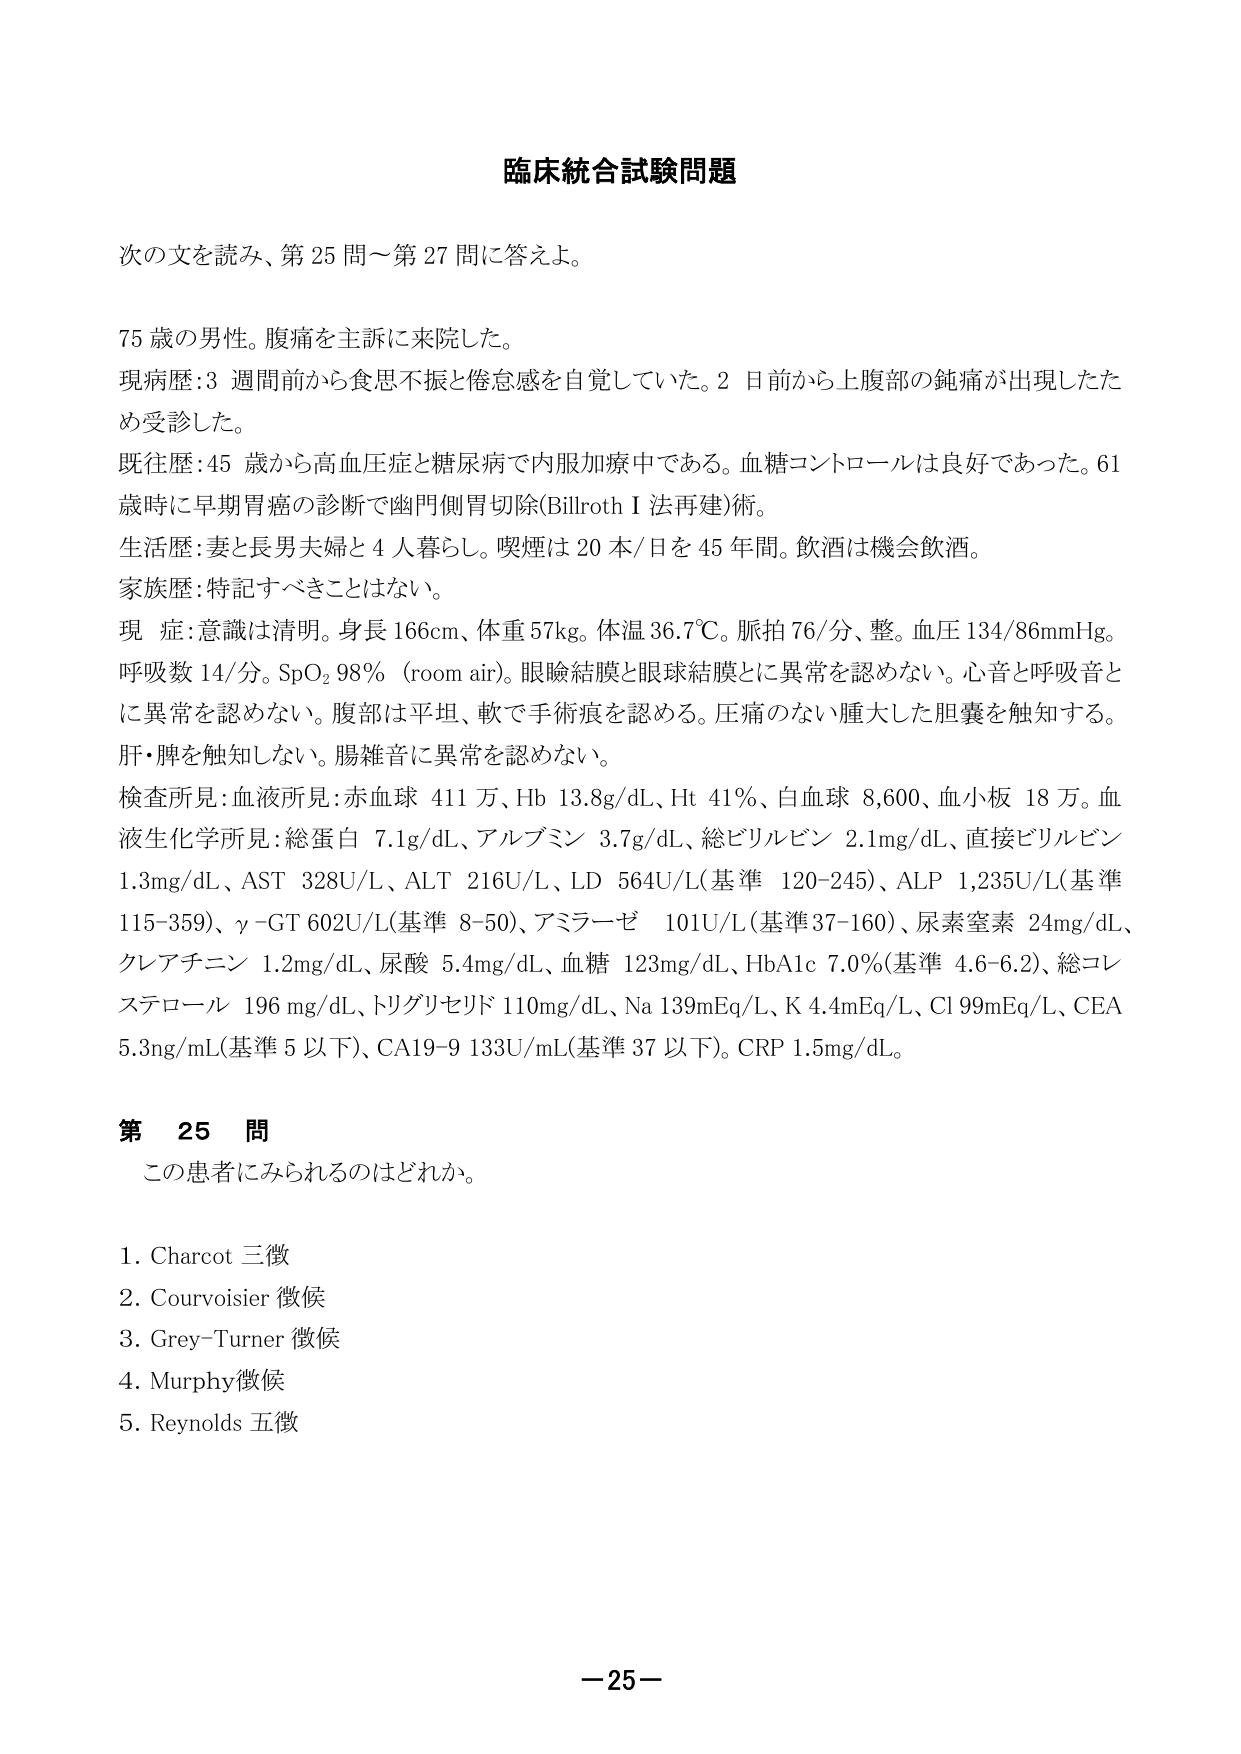 臨床統合試験問題
次の文を読み、第 25 問～第 27 問に答えよ。
75 歳の男性。腹痛を主訴に来院した。
現病歴：3 週間前から食思不振と倦怠感を自覚していた。2 日前から上腹部の鈍痛が出現したた
め受診した。
既往歴：45 歳から高血圧症と糖尿病で内服加療中である。血糖コントロールは良好であった。61
歳時に早期胃癌の診断で幽門側胃切除(Billroth I 法再建)術。
生活歴：妻と長男夫婦と 4 人暮らし。喫煙は 20 本/日を 45 年間。飲酒は機会飲酒。
家族歴：特記すべきことはない。
現　症：意識は清明。身長 166cm、体重 57kg。体温 36.7℃。脈拍 76/分、整。血圧 134/86mmHg。
呼吸数 14/分。SpO₂ 98% (room air)。眼瞼結膜と眼球結膜とに異常を認めない。心音と呼吸音と
に異常を認めない。腹部は平坦、軟で手術痕を認める。圧痛のない腫大した胆嚢を触知する。
肝・脾を触知しない。腸雑音に異常を認めない。
検査所見：血液所見：赤血球 411 万、Hb 13.8g/dL、Ht 41%、白血球 8,600、血小板 18 万。血
液生化学所見：総蛋白 7.1g/dL、アルブミン 3.7g/dL、総ビリルビン 2.1mg/dL、直接ビリルビン
1.3mg/dL、AST 328U/L、ALT 216U/L、LD 564U/L(基準 120-245)、ALP 1,235U/L(基準
115-359)、γ-GT 602U/L(基準 8-50)、アミラーゼ 101U/L(基準37-160)、尿素窒素 24mg/dL、
クレアチニン 1.2mg/dL、尿酸 5.4mg/dL、血糖 123mg/dL、HbA1c 7.0%(基準 4.6-6.2)、総コレ
ステロール 196 mg/dL、トリグリセリド 110mg/dL、Na 139mEq/L、K 4.4mEq/L、Cl 99mEq/L、CEA
5.3ng/mL(基準 5 以下)、CA19-9 133U/mL(基準 37 以下)。CRP 1.5mg/dL。
第　25　問
この患者にみられるのはどれか。
1. Charcot 三徴
2. Courvoisier 徴候
3. Grey-Turner 徴候
4. Murphy徴候
5. Reynolds 五徴
－25－